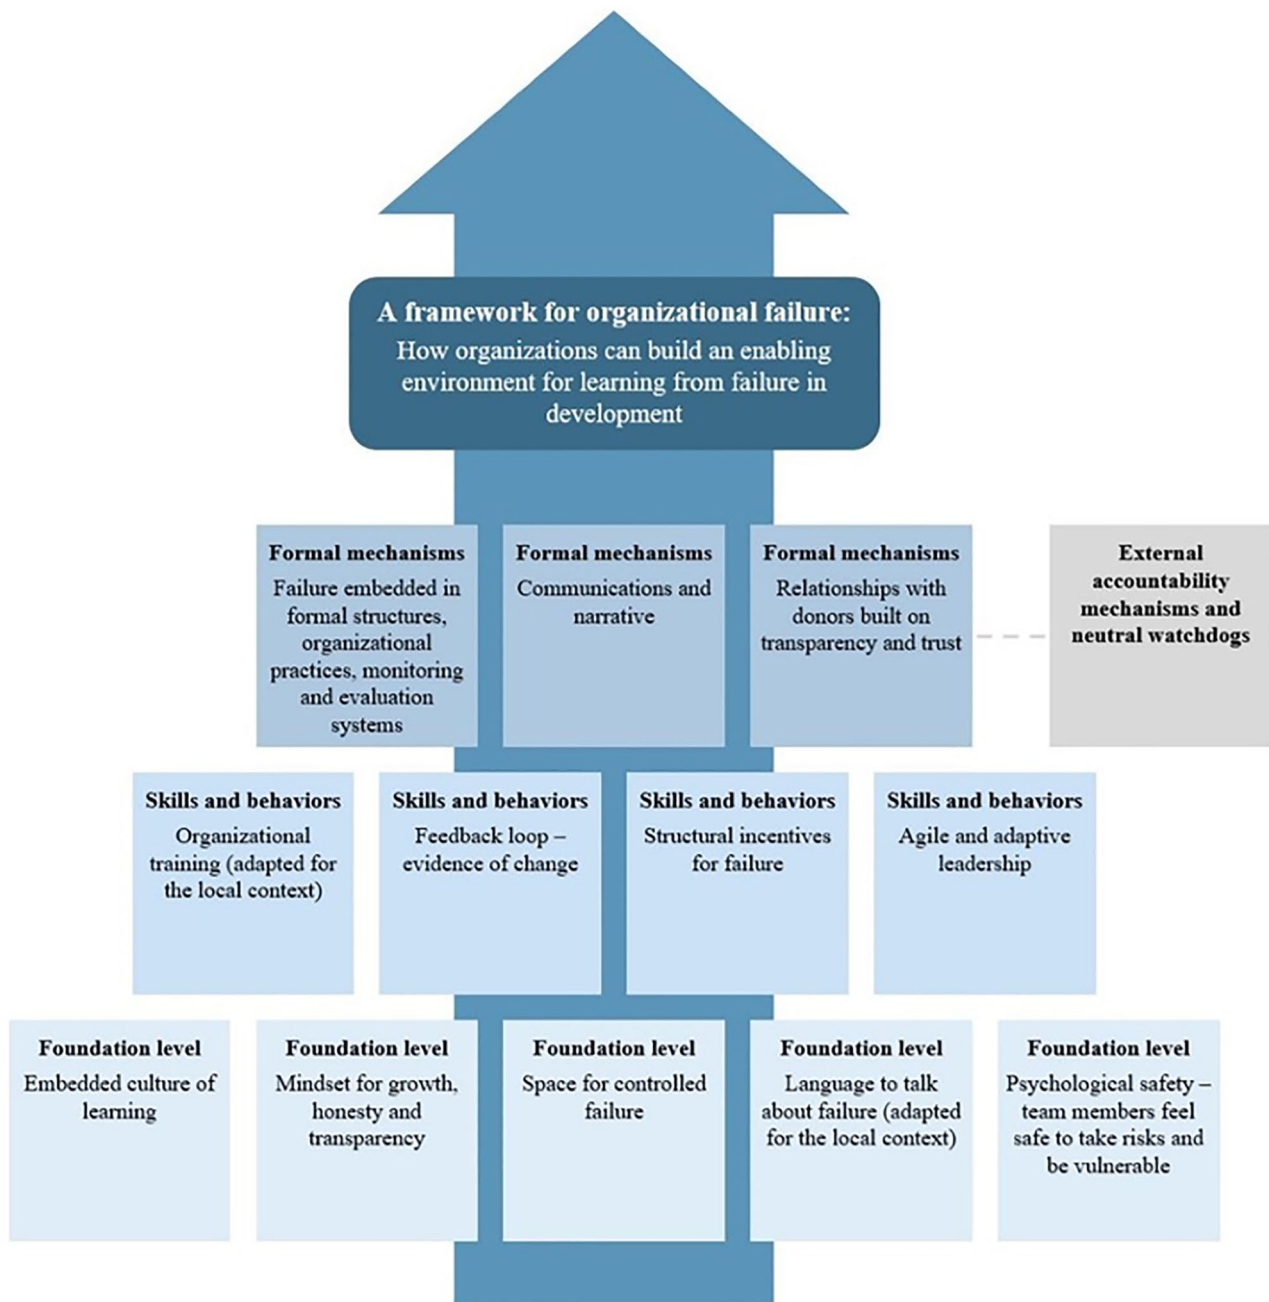 A framework for organizational failure:
How organizations can build an enabling
environment for learning from failure in
development
Formal mechanisms
Failure embedded in
formal structures,
organizational
practices, monitoring
and evaluation
systems
Formal mechanisms
Communications and
narrative
Formal mechanisms
Relationships with
donors built on
transparency and trust
External
accountability
mechanisms and
neutral watchdogs
Skills and behaviors
Organizational
training (adapted for
the local context)
Skills and behaviors
Feedback loop –
evidence of change
Skills and behaviors
Structural incentives
for failure
Skills and behaviors
Agile and adaptive
leadership
Foundation level
Embedded culture of
learning
Foundation level
Mindset for growth,
honesty and
transparency
Foundation level
Space for controlled
failure
Foundation level
Language to talk
about failure (adapted
for the local context)
Foundation level
Psychological safety –
team members feel
safe to take risks and
be vulnerable